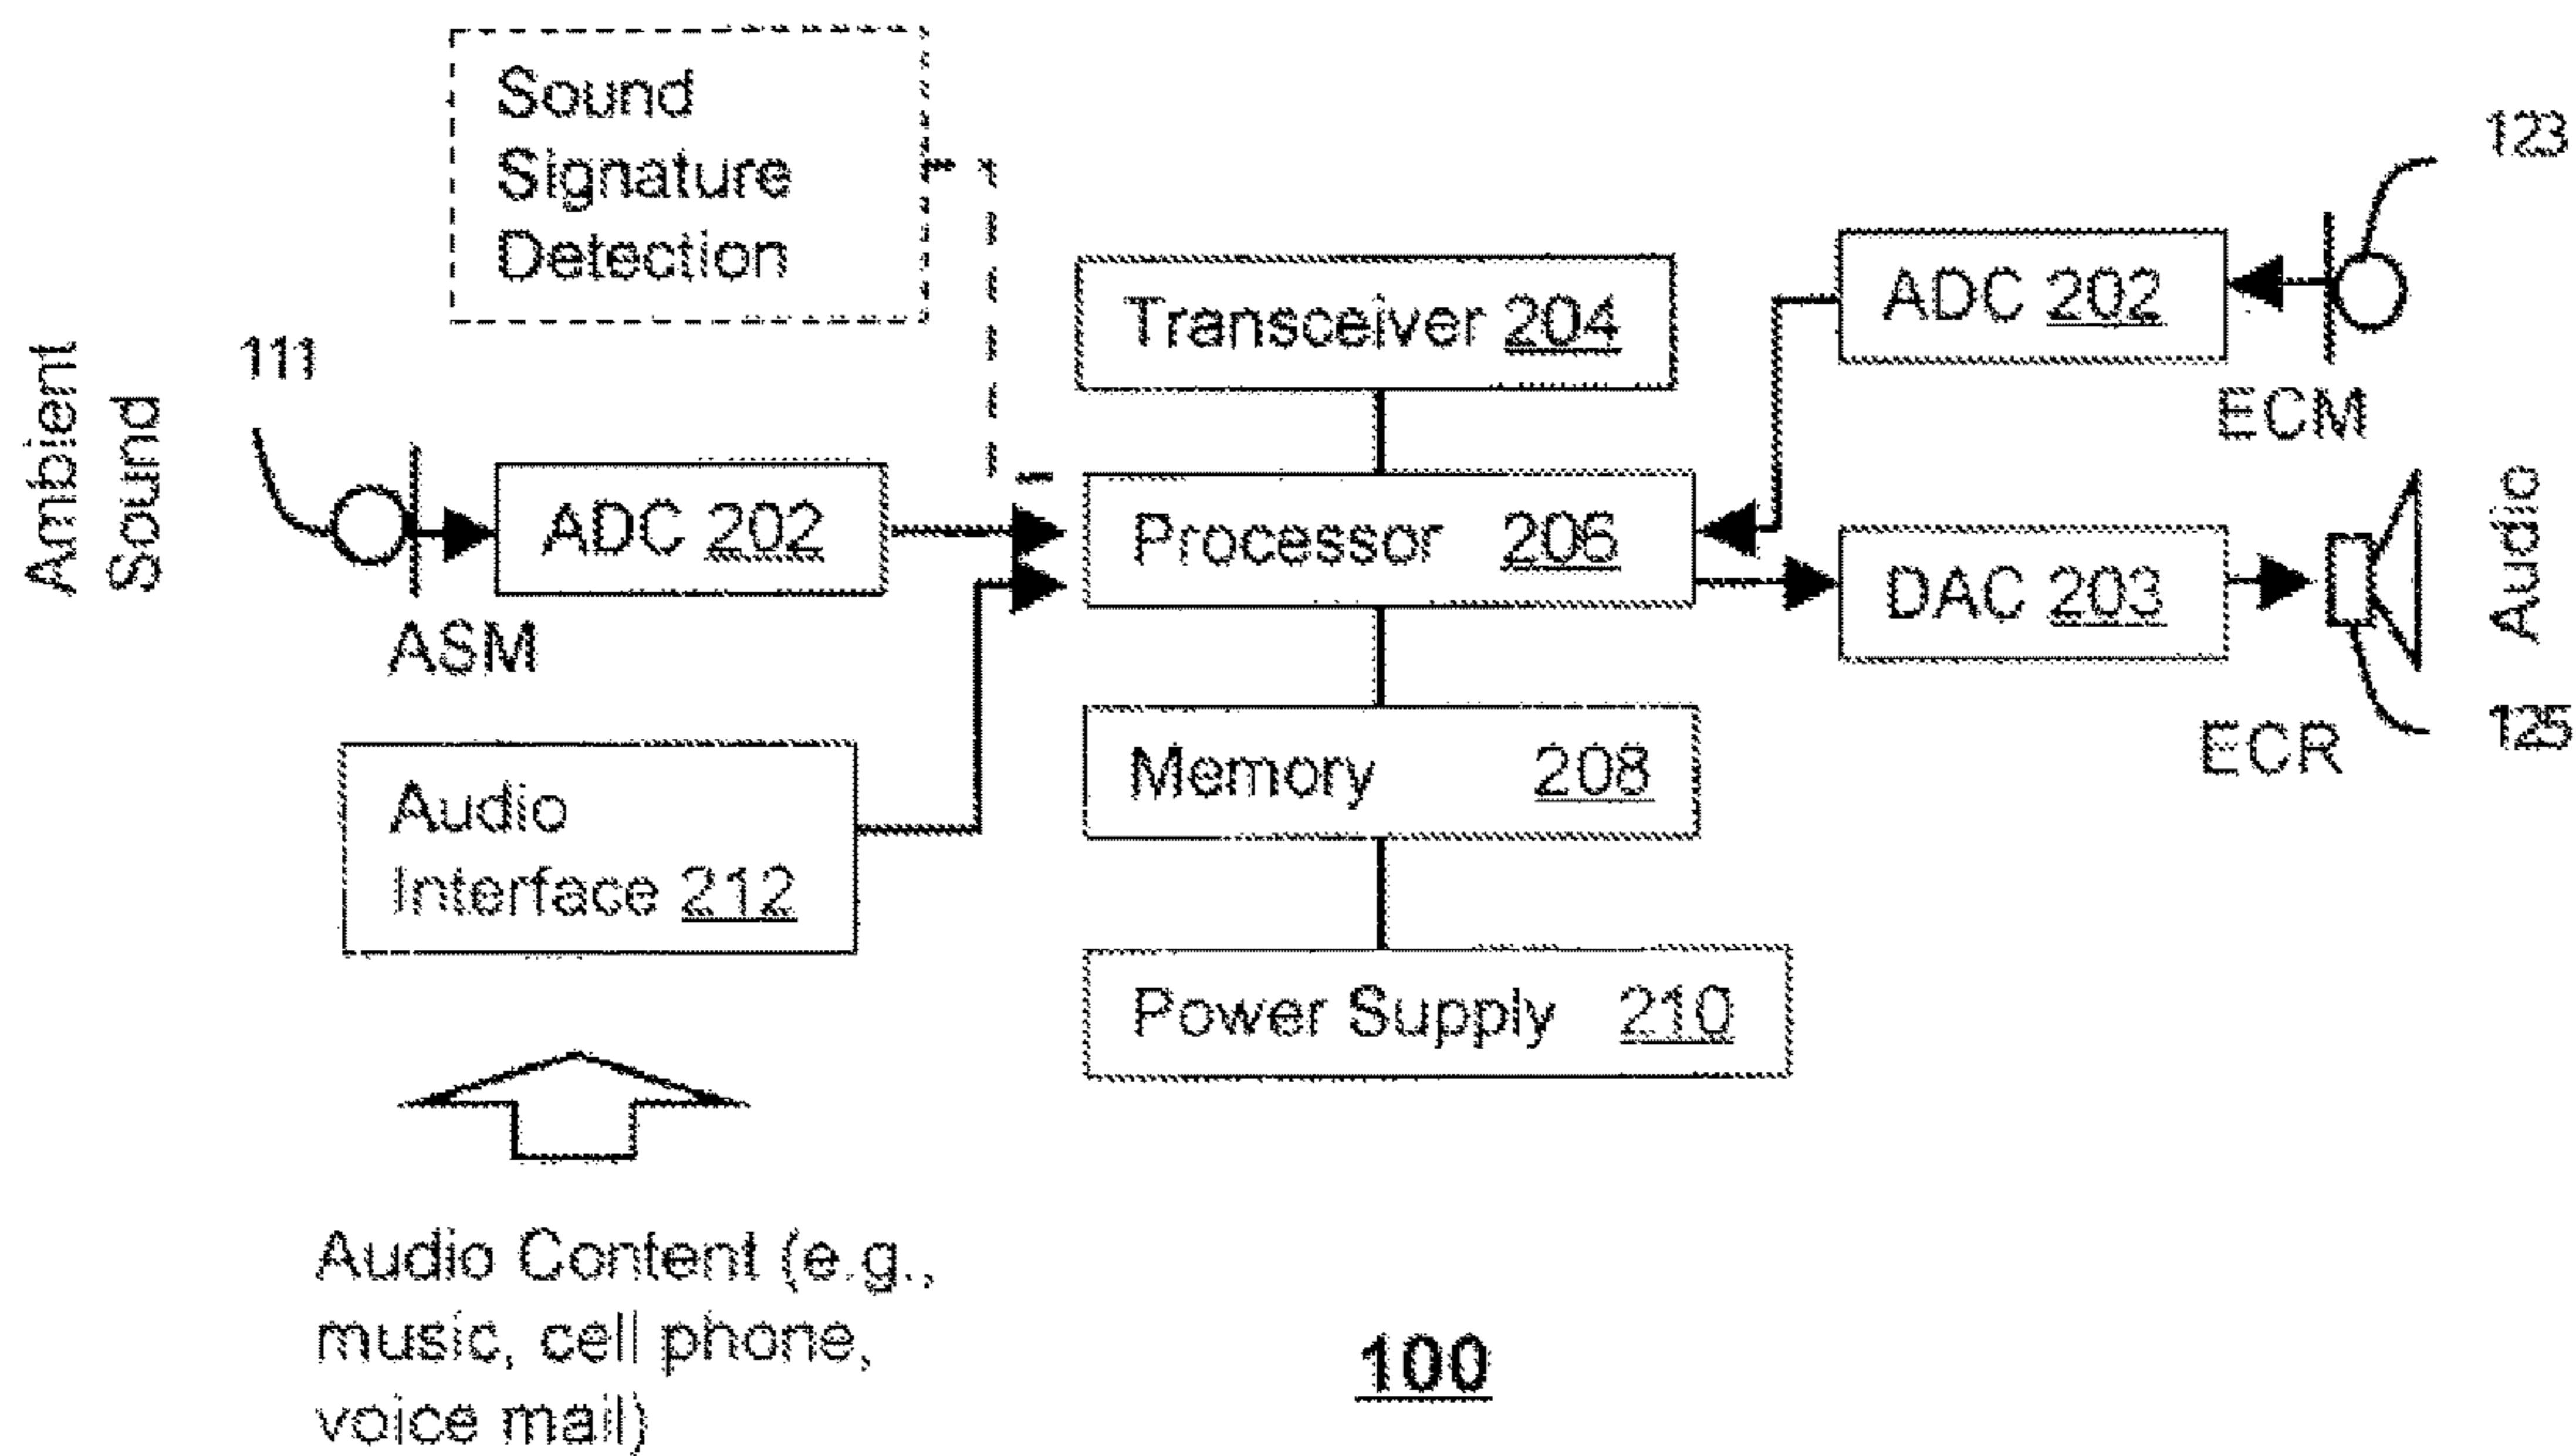 Sound
Signature
Detection
123
Transceiver 204
ADC 202
ECM
Ambient
Sound
111
ADC 202
ASM
Processor 206
DAC 203
Audio
ECR
125
Memory 208
Audio
Interface 212
Power Supply 210
Audio Content (e.g.,
music, cell phone,
voice mail)
100